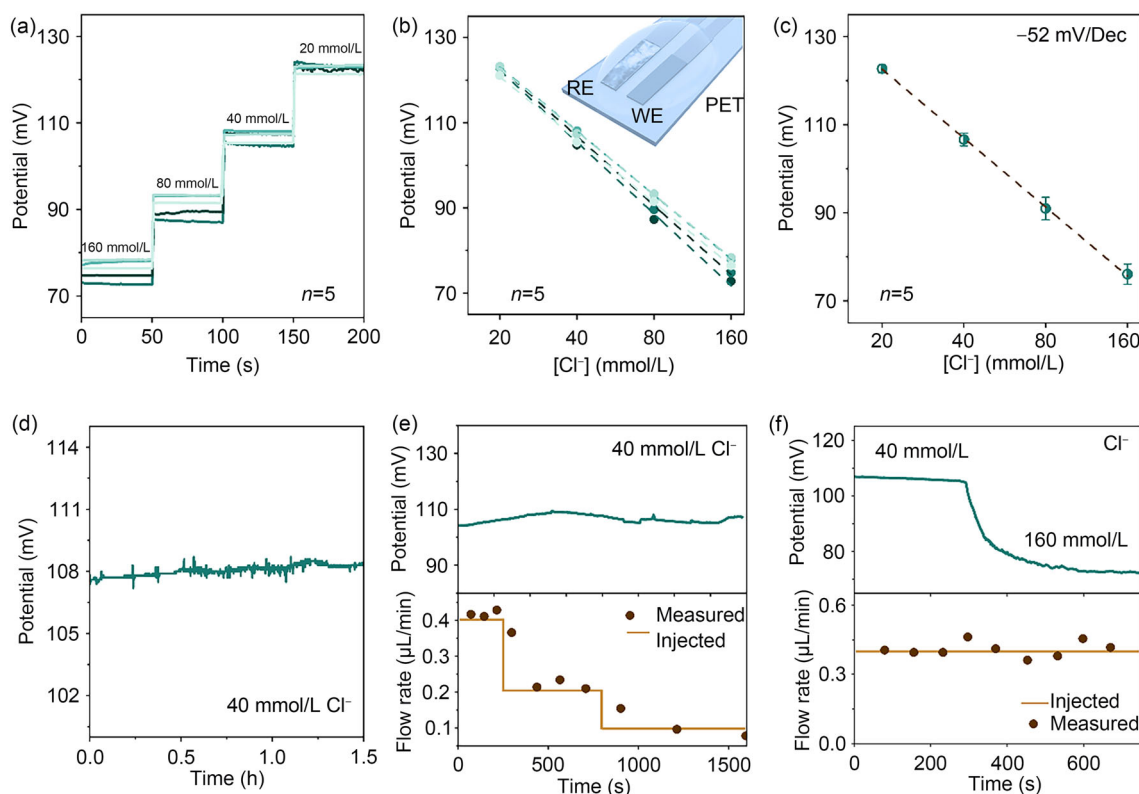 (a)
130
110
90
70
Potential (mV)
160 mmol/L
80 mmol/L
40 mmol/L
20 mmol/L
n=5
0 50 100 150 200
Time (s)
(b)
130
110
90
70
Potential (mV)
RE
WE
PET
n=5
20 40 80 160
[Cl⁻] (mmol/L)
(c)
130
110
90
70
Potential (mV)
−52 mV/Dec
n=5
20 40 80 160
[Cl⁻] (mmol/L)
(d)
114
111
108
105
102
Potential (mV)
40 mmol/L Cl⁻
0.0 0.5 1.0 1.5
Time (h)
(e)
130
110
90
Potential (mV)
40 mmol/L Cl⁻
0.4
0.3
0.2
0.1
Flow rate (μL/min)
Measured
Injected
0 500 1000 1500
Time (s)
(f)
120
100
80
Potential (mV)
40 mmol/L
Cl⁻
160 mmol/L
0.6
0.3
0.0
Flow rate (μL/min)
Injected
Measured
0 200 400 600
Time (s)